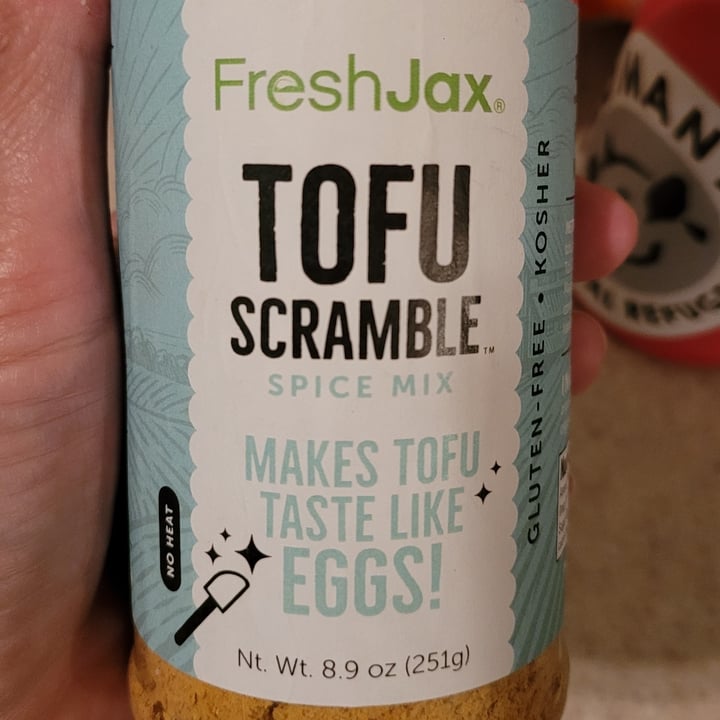 FreshJax®
TOFU
SCRAMBLE™
SPICE MIX
MAKES TOFU
TASTE LIKE
EGGS!
Nt. Wt. 8.9 oz (251g)
NO HEAT
GLUTEN-FREE • KOSHER
MAN